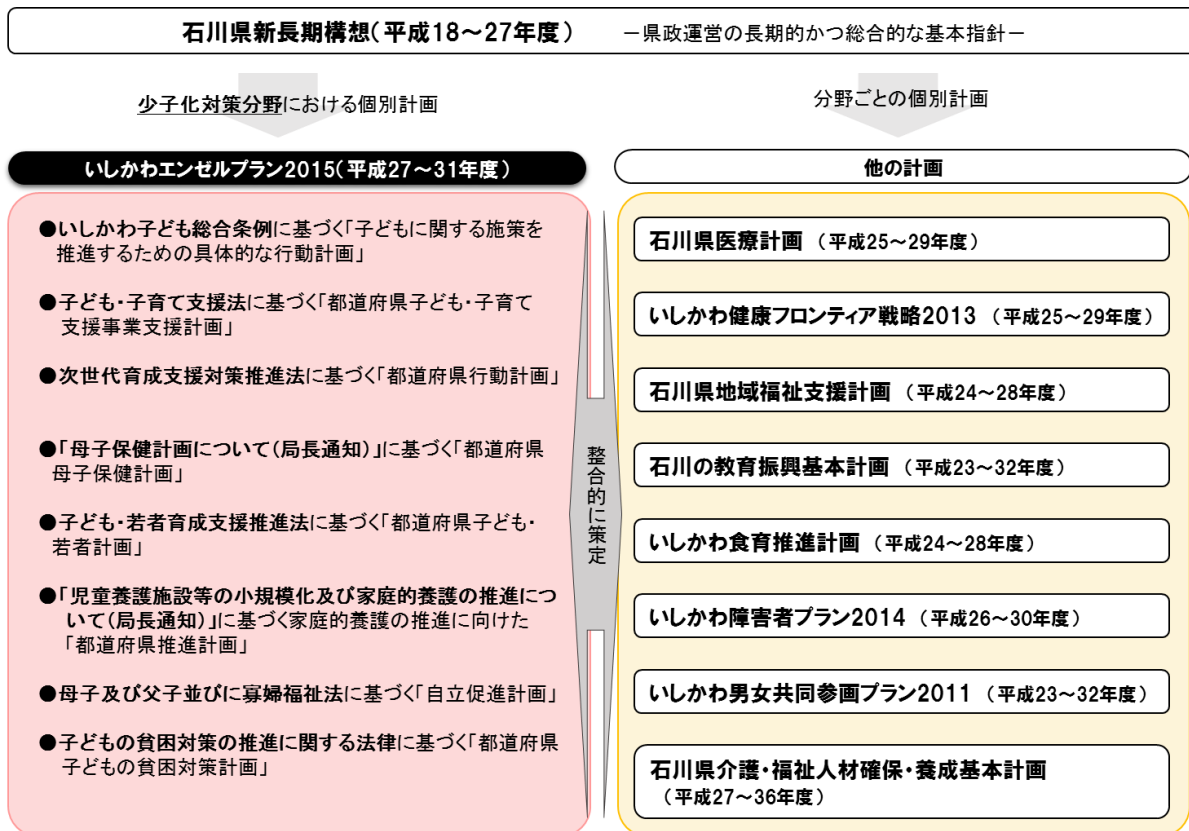 石川県新長期構想(平成18～27年度)　－県政運営の長期的かつ総合的な基本指針－
少子化対策分野における個別計画
分野ごとの個別計画
いしかわエンゼルプラン2015(平成27～31年度)
●いしかわ子ども総合条例に基づく「子どもに関する施策を
推進するための具体的な行動計画」
●子ども・子育て支援法に基づく「都道府県子ども・子育て
支援事業支援計画」
●次世代育成支援対策推進法に基づく「都道府県行動計画」
●「母子保健計画について(局長通知)」に基づく「都道府県
母子保健計画」
●子ども・若者育成支援推進法に基づく「都道府県子ども・
若者計画」
●「児童養護施設等の小規模化及び家庭的養護の推進につ
いて(局長通知)」に基づく家庭的養護の推進に向けた
「都道府県推進計画」
●母子及び父子並びに寡婦福祉法に基づく「自立促進計画」
●子どもの貧困対策の推進に関する法律に基づく「都道府県
子どもの貧困対策計画」
整合的に策定
他の計画
石川県医療計画 （平成25～29年度）
いしかわ健康フロンティア戦略2013 （平成25～29年度）
石川県地域福祉支援計画 （平成24～28年度）
石川の教育振興基本計画 （平成23～32年度）
いしかわ食育推進計画 （平成24～28年度）
いしかわ障害者プラン2014 （平成26～30年度）
いしかわ男女共同参画プラン2011 （平成23～32年度）
石川県介護・福祉人材確保・養成基本計画
（平成27～36年度）